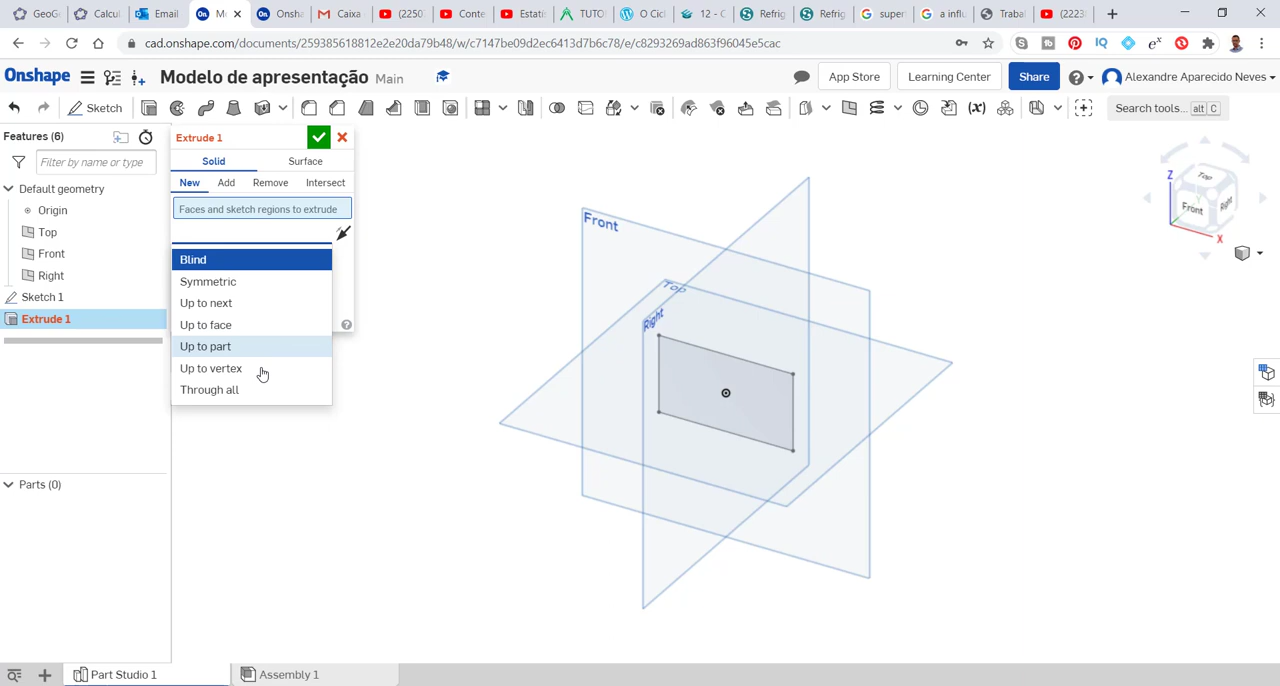 GeoG Calcul Email M Onsha Caixa (2250 Conte Estatís TUTO O Cicl 12 - C Refrig Refrig super a influ Traba (2223
cad.onshape.com/documents/259385618812e2e20da79b48/w/c7147be09d2ec6413d7b6c78/e/c8293269ad863f96045e5cac
Onshape Modelo de apresentação Main App Store Learning Center Share Alexandre Aparecido Neves
Sketch Search tools... alt C
Features (6)
Filter by name or type
Default geometry
Origin
Top
Front
Right
Sketch 1
Extrude 1
Parts (0)
Extrude 1
Solid Surface
New Add Remove Intersect
Faces and sketch regions to extrude
Blind
Symmetric
Up to next
Up to face
Up to part
Up to vertex
Through all
Front
Top
Right
Top
Front Right
Z
Y
X
Part Studio 1 Assembly 1